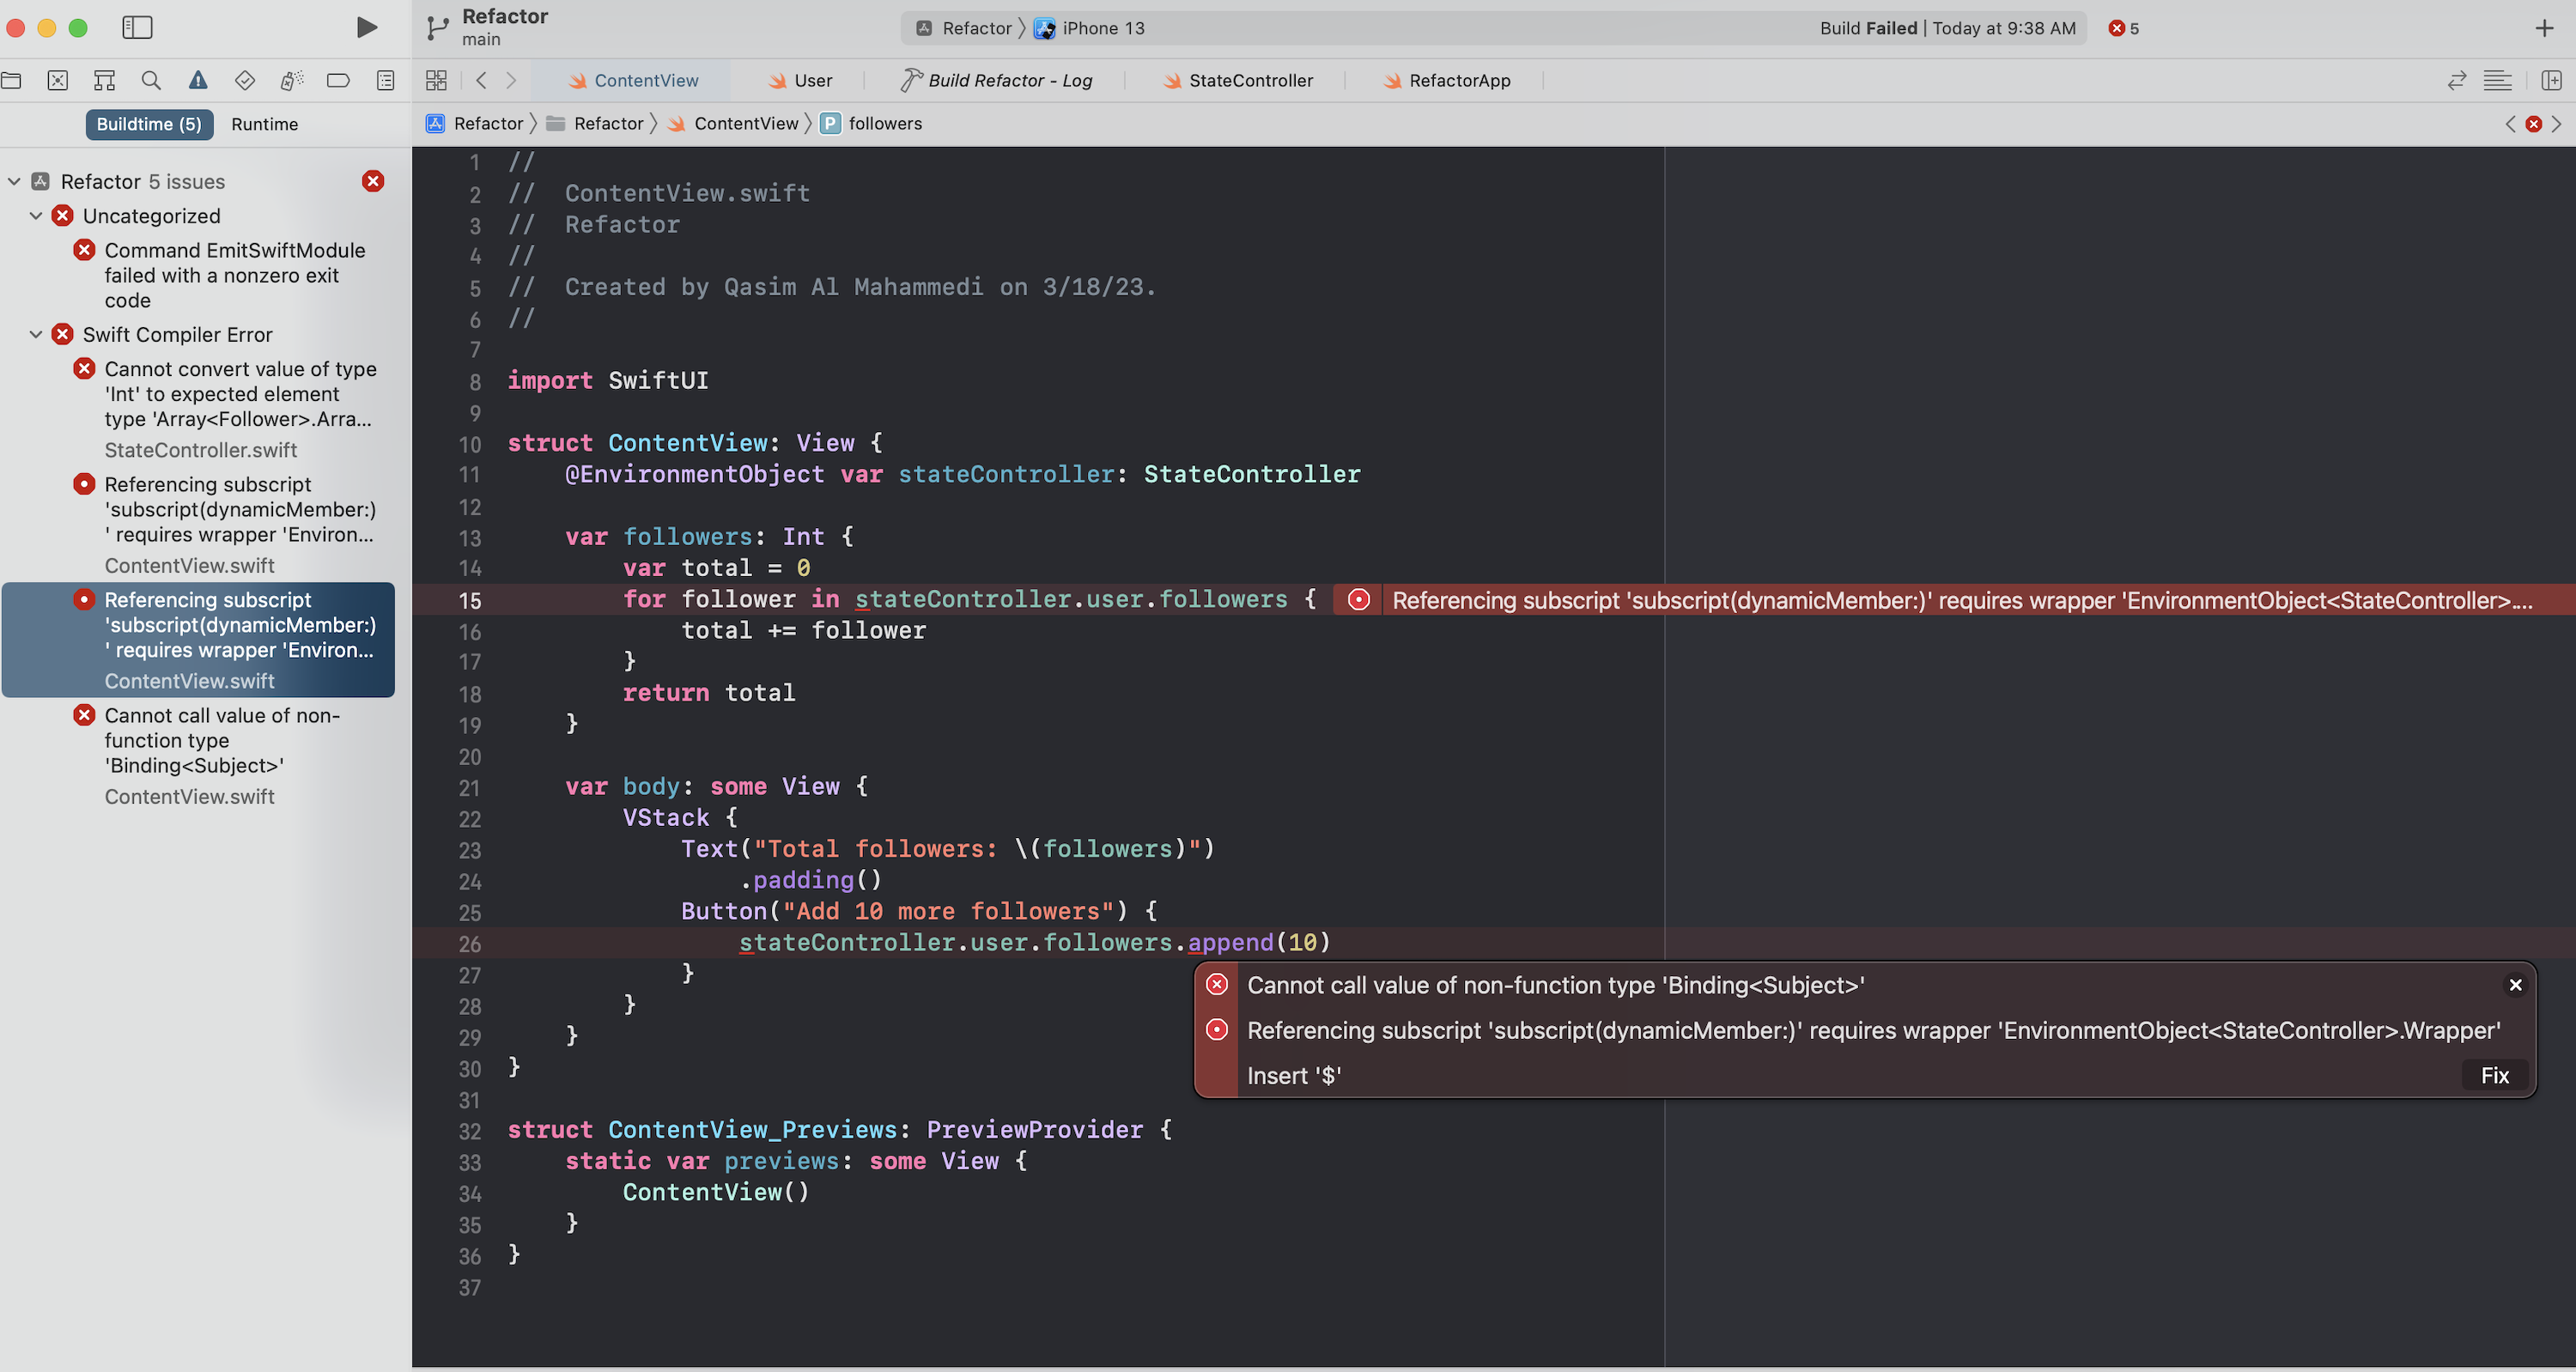 Refactor
main
Refactor iPhone 13
Build Failed | Today at 9:38 AM
5
ContentView
User
Build Refactor - Log
StateController
RefactorApp
Buildtime (5)
Runtime
Refactor
Refactor
ContentView
P
followers
Refactor 5 issues
Uncategorized
Command EmitSwiftModule
failed with a nonzero exit
code
Swift Compiler Error
Cannot convert value of type
'Int' to expected element
type 'Array<Follower>.Arra...
StateController.swift
Referencing subscript
'subscript(dynamicMember:)
' requires wrapper 'Environ...
ContentView.swift
Referencing subscript
'subscript(dynamicMember:)
' requires wrapper 'Environ...
ContentView.swift
Cannot call value of non-
function type
'Binding<Subject>'
ContentView.swift
1 //
2 //  ContentView.swift
3 //  Refactor
4 //
5 //  Created by Qasim Al Mahammedi on 3/18/23.
6 //
7
8 import SwiftUI
9
10 struct ContentView: View {
11     @EnvironmentObject var stateController: StateController
12
13     var followers: Int {
14         var total = 0
15         for follower in stateController.user.followers { Referencing subscript 'subscript(dynamicMember:)' requires wrapper 'EnvironmentObject<StateController>....
16             total += follower
17         }
18         return total
19     }
20
21     var body: some View {
22         VStack {
23             Text("Total followers: \(followers)")
24                 .padding()
25             Button("Add 10 more followers") {
26                 stateController.user.followers.append(10)
27             }
28         }
29     }
30 }
31
32 struct ContentView_Previews: PreviewProvider {
33     static var previews: some View {
34         ContentView()
35     }
36 }
37
Cannot call value of non-function type 'Binding<Subject>'
Referencing subscript 'subscript(dynamicMember:)' requires wrapper 'EnvironmentObject<StateController>.Wrapper'
Insert '$'
Fix